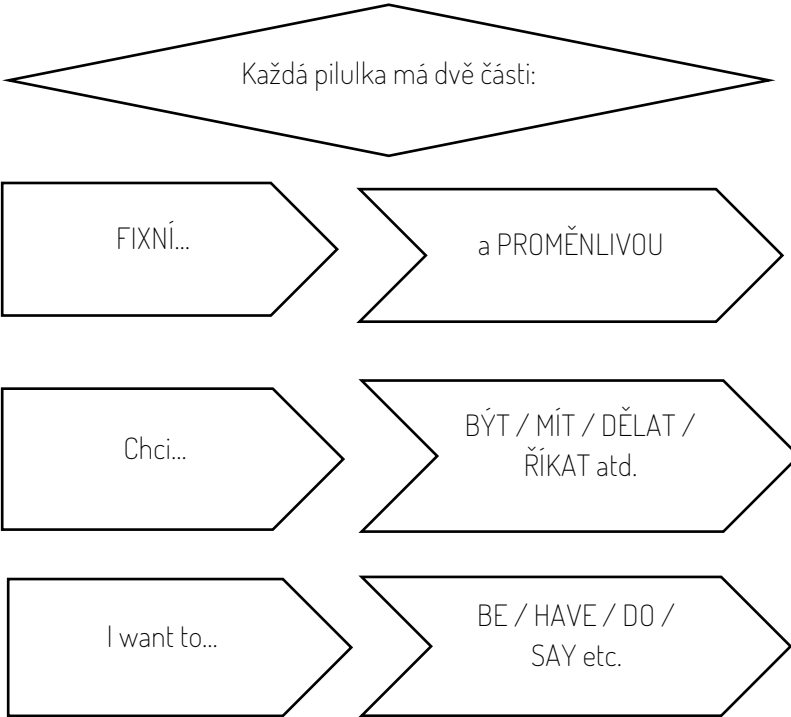 Každá pilulka má dvě části:
FIXNÍ...
a PROMĚNLIVOU
Chci...
BÝT / MÍT / DĚLAT /
ŘÍKAT atd.
I want to...
BE / HAVE / DO /
SAY etc.